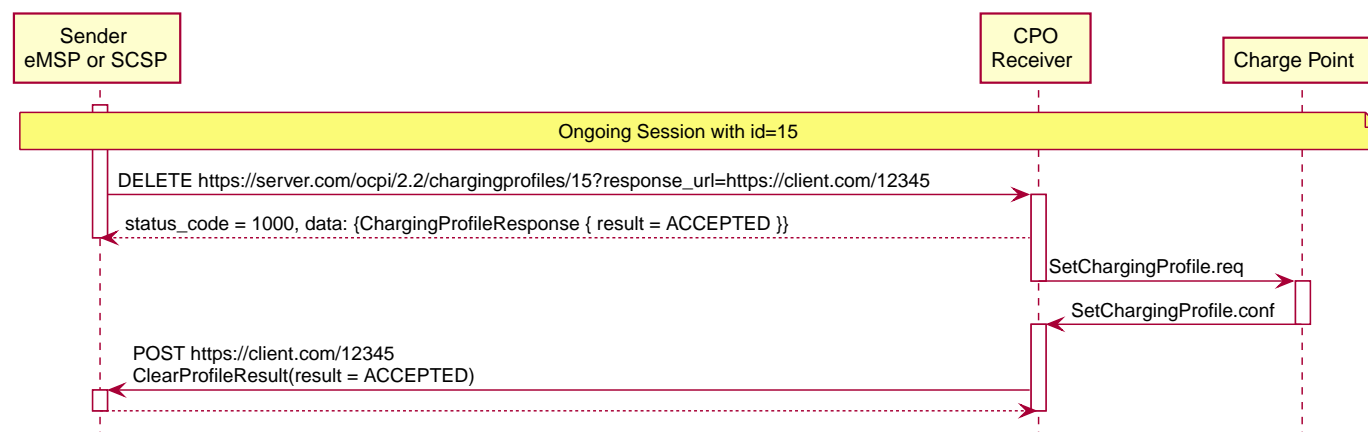 Sender
eMSP or SCSP
CPO
Receiver
Charge Point
Ongoing Session with id=15
DELETE https://server.com/ocpi/2.2/chargingprofiles/15?response_url=https://client.com/12345
status_code = 1000, data: {ChargingProfileResponse { result = ACCEPTED }}
SetChargingProfile.req
SetChargingProfile.conf
POST https://client.com/12345
ClearProfileResult(result = ACCEPTED)